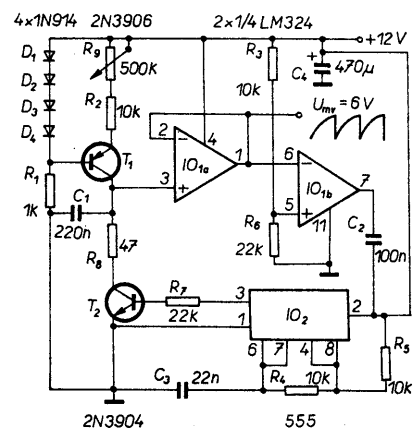 4×1N914 2N3906 2×1/4 LM324
+12V
D1 R9 R3 +
500k C4 470µ
D2
D3 R2 10k 10k Umv = 6V
D4
2 − 4
T1 IO1a 1 6 −
R1 3 + IO1b 7
1k C1 5 +
220n R6 11 C2
R8 47 22k 100n
T2 R7 3
22k 1 IO2 2
6 7 4 8 R5
C3 22n R4 10k 10k
2N3904 555